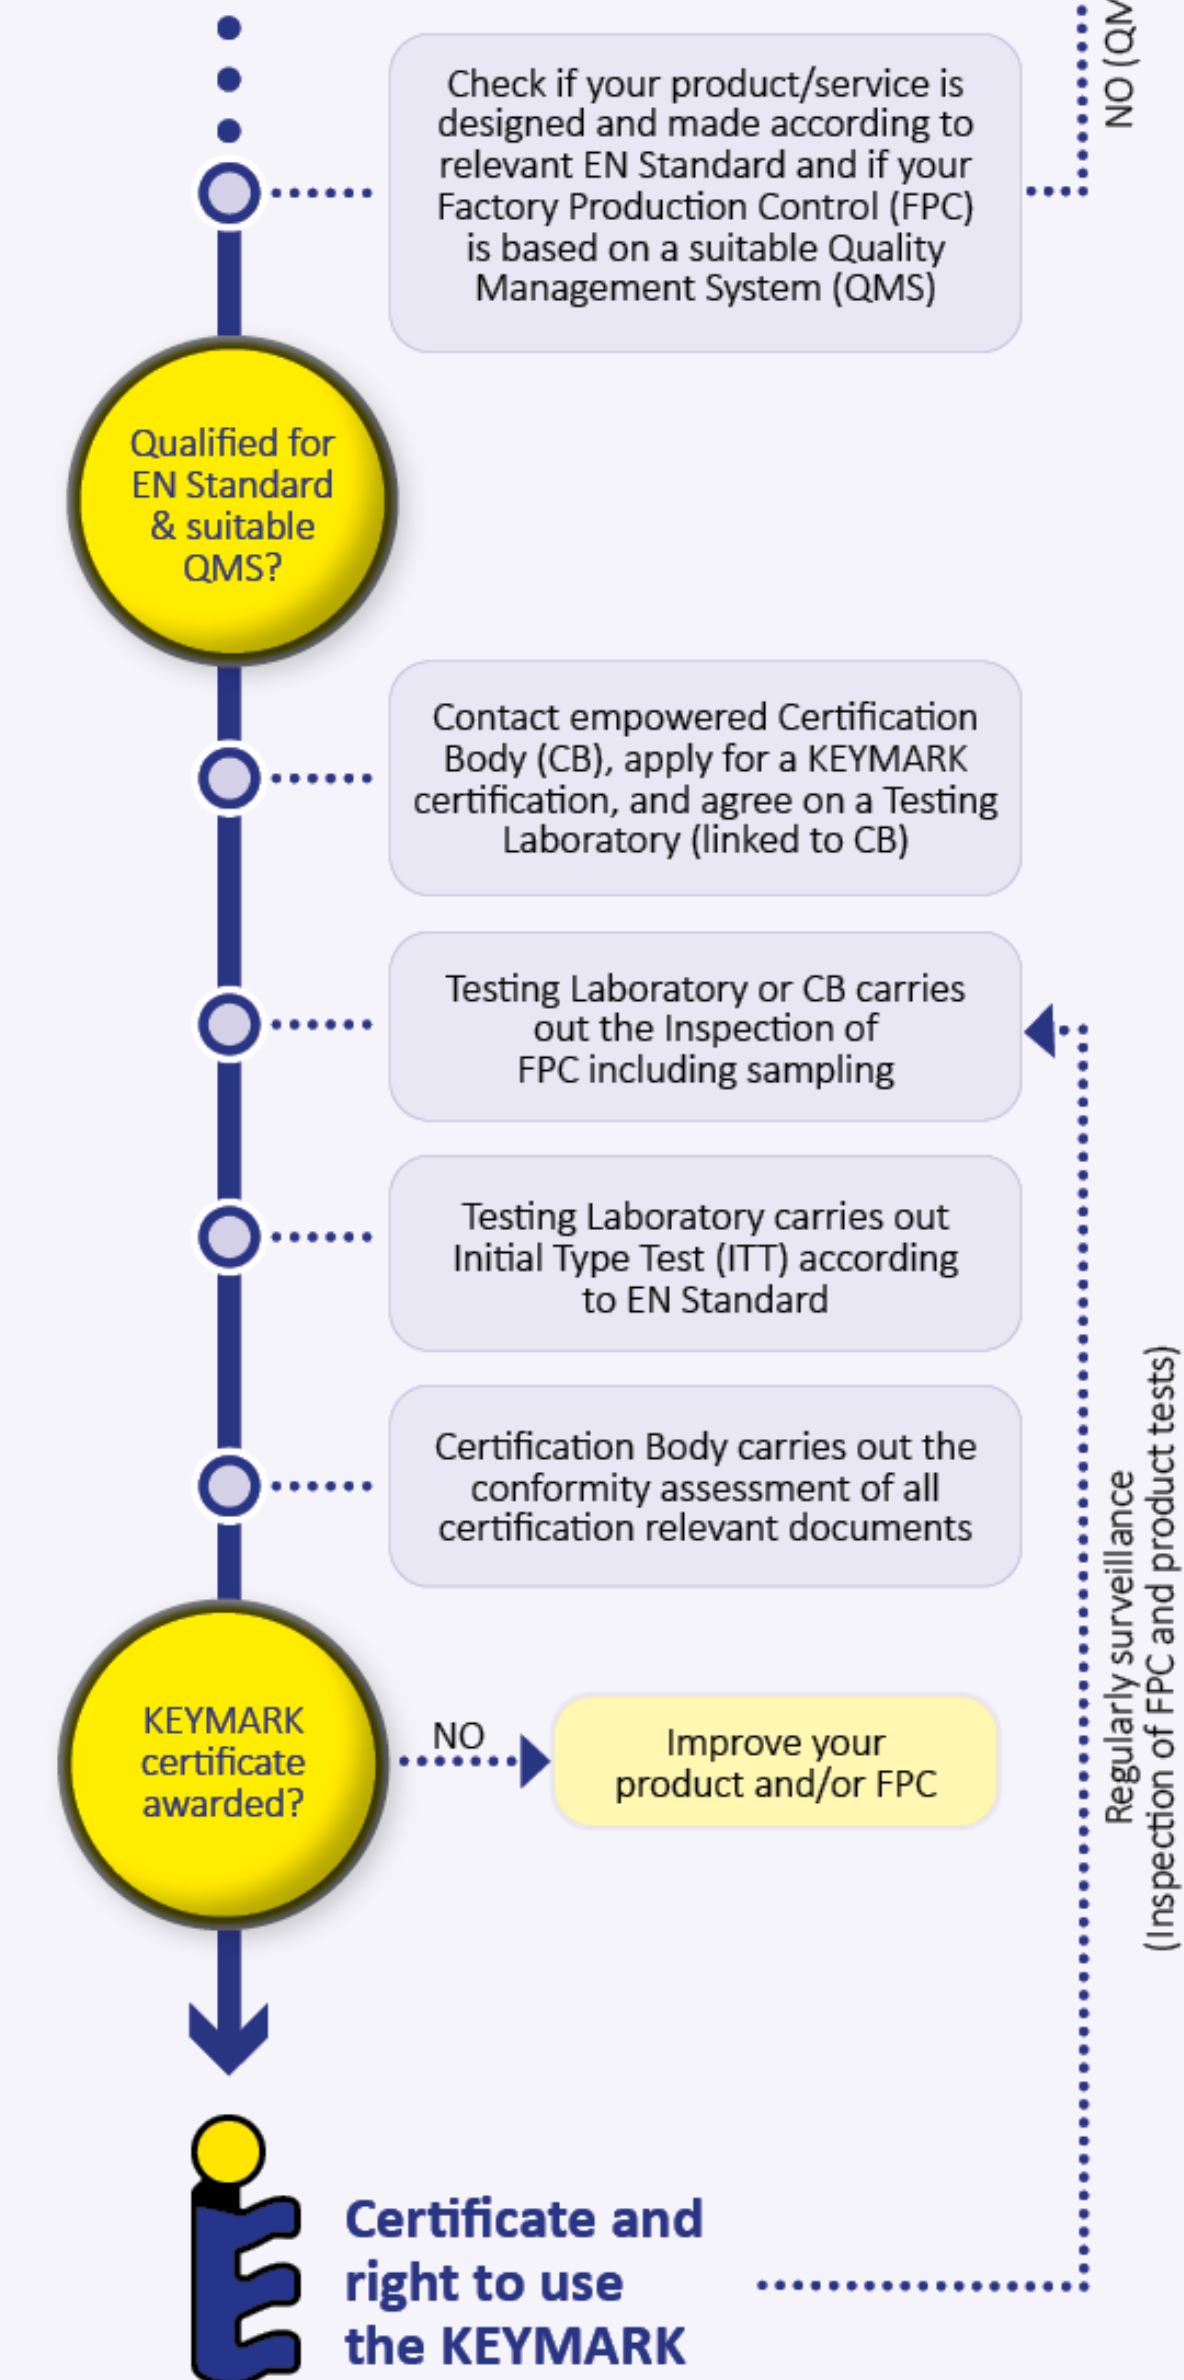 Check if your product/service is
designed and made according to
relevant EN Standard and if your
Factory Production Control (FPC)
is based on a suitable Quality
Management System (QMS)
NO
Qualified for
EN Standard
& suitable
QMS?
Contact empowered Certification
Body (CB), apply for a KEYMARK
certification, and agree on a Testing
Laboratory (linked to CB)
Testing Laboratory or CB carries
out the Inspection of
FPC including sampling
Testing Laboratory carries out
Initial Type Test (ITT) according
to EN Standard
Certification Body carries out the
conformity assessment of all
certification relevant documents
Regularly surveillance
(Inspection of FPC and product tests)
KEYMARK
certificate
awarded?
NO
Improve your
product and/or FPC
Certificate and
right to use
the KEYMARK